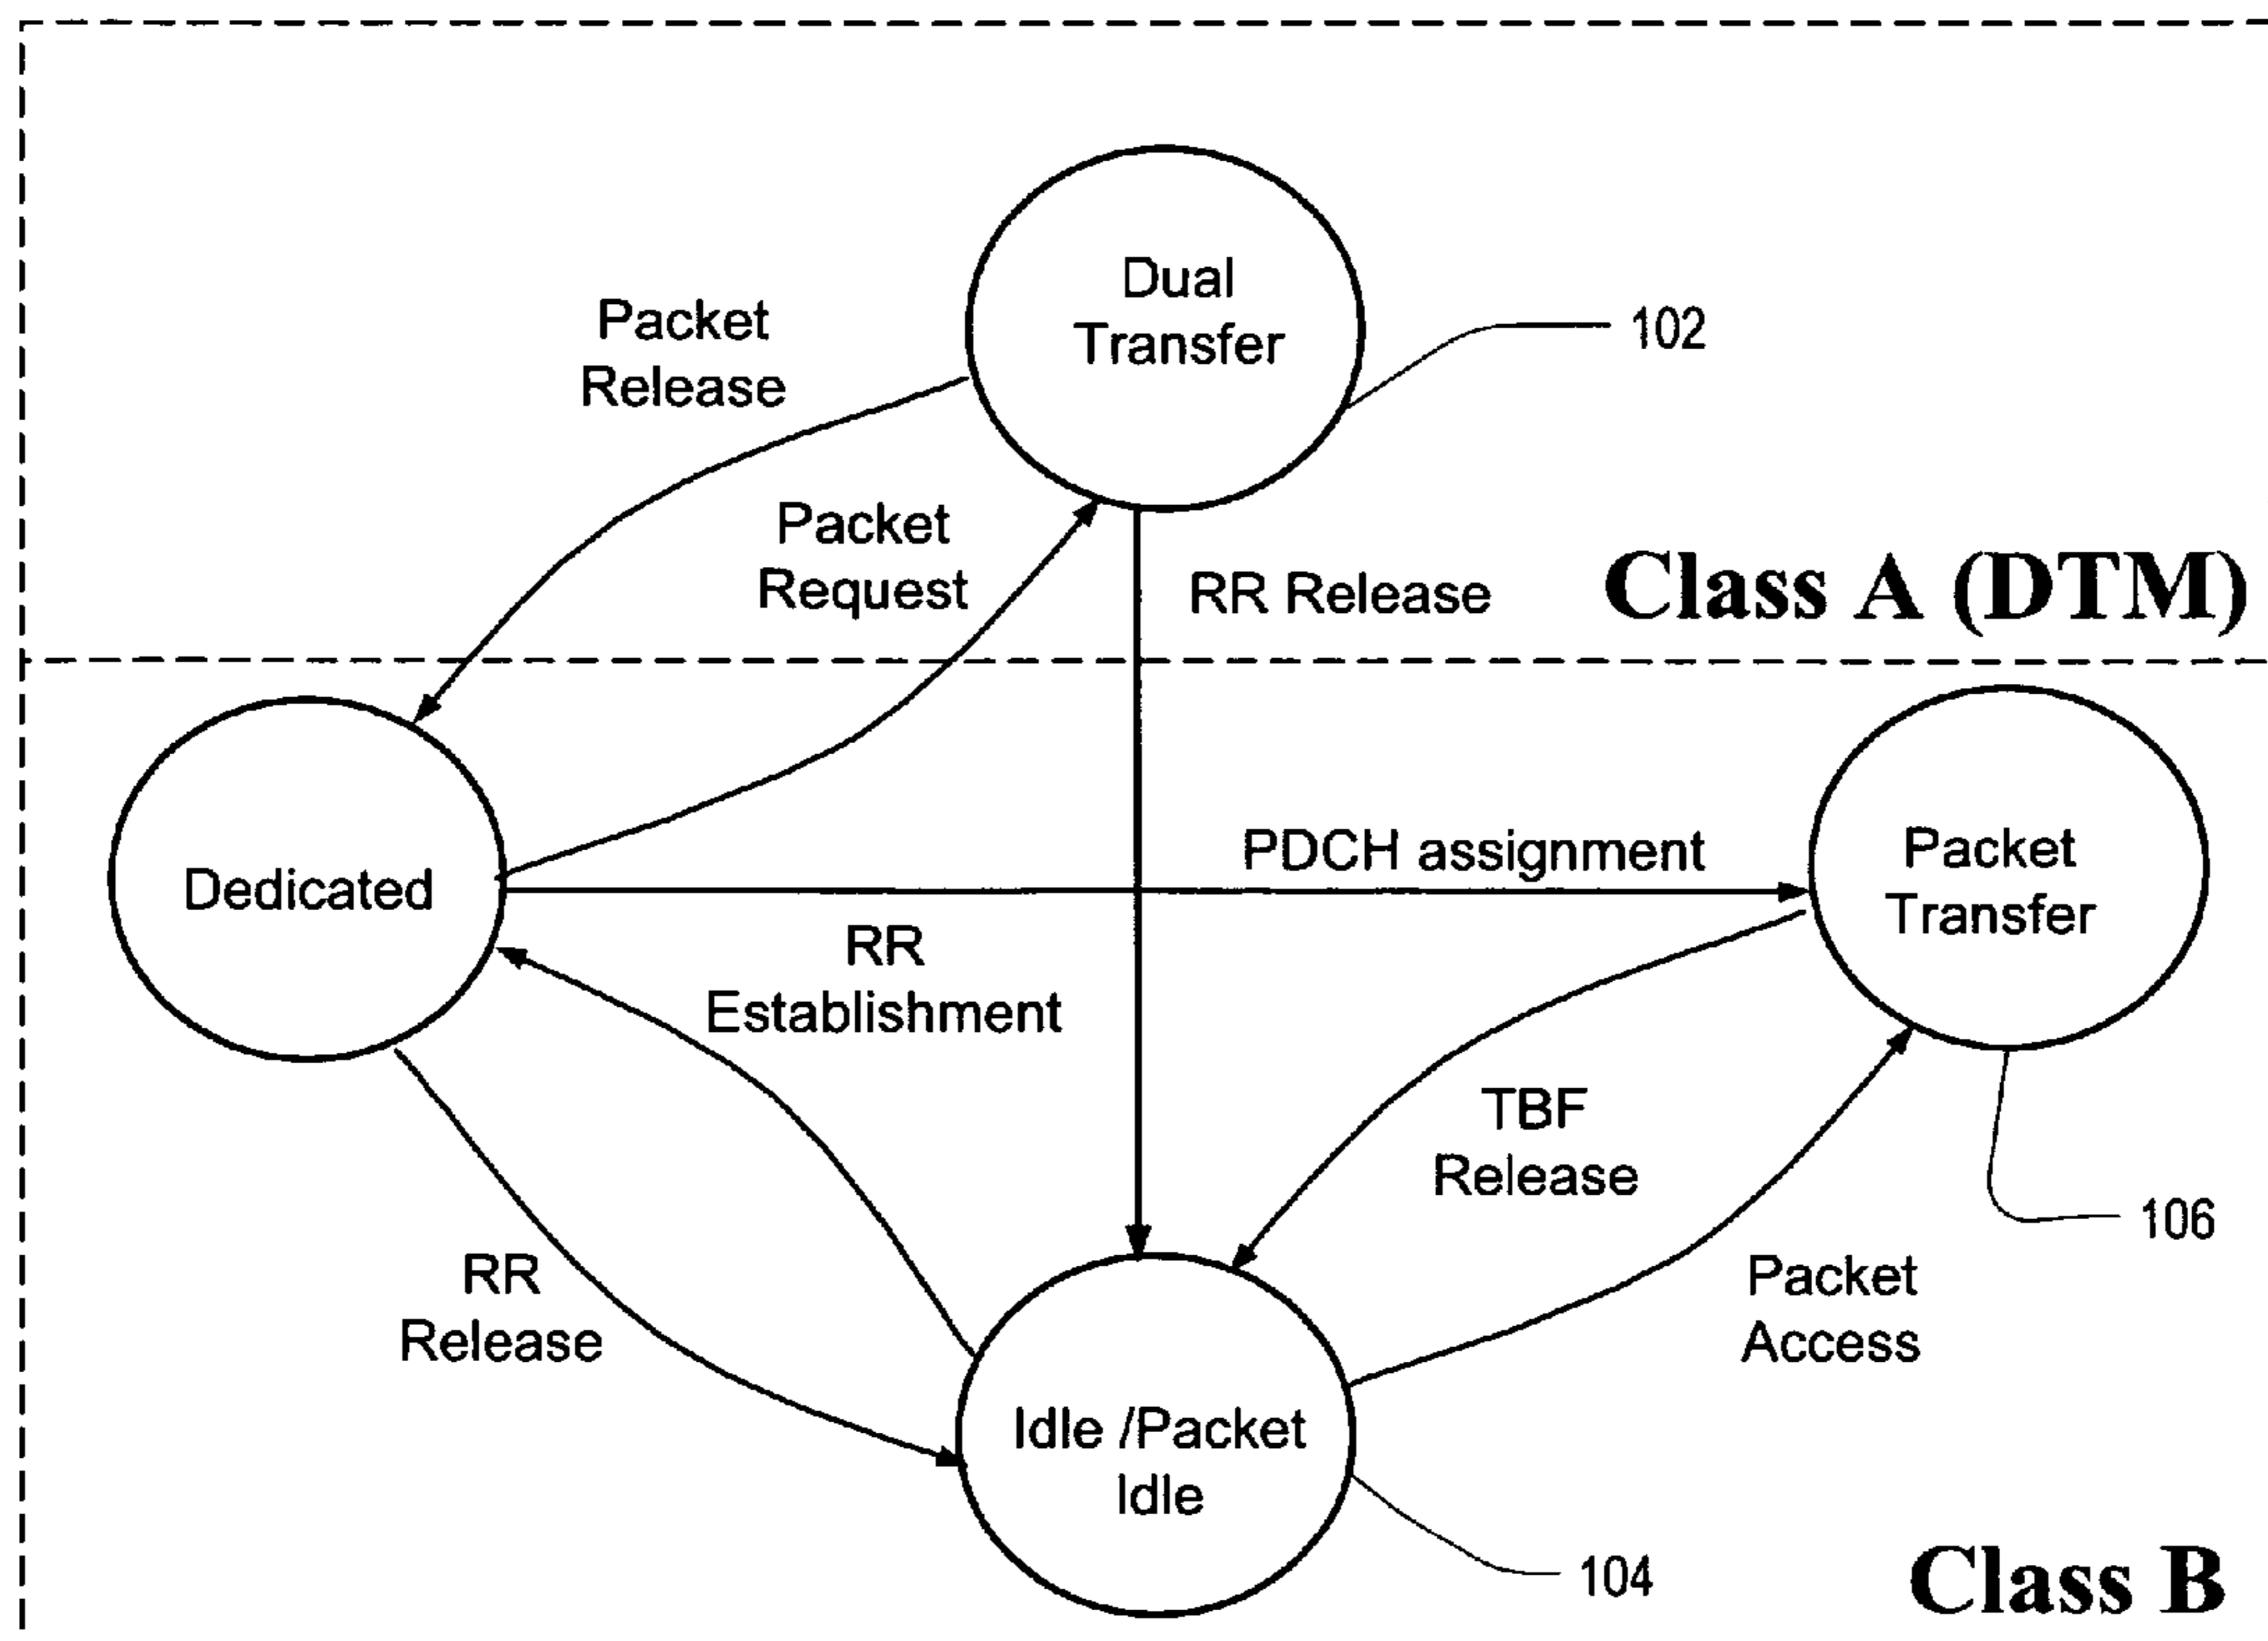 Dual
Transfer
102
Packet
Release
Packet
Request
RR Release
Class A (DTM)
Dedicated
PDCH assignment
Packet
Transfer
RR
Establishment
TBF
Release
106
RR
Release
Packet
Access
Idle /Packet
Idle
104
Class B